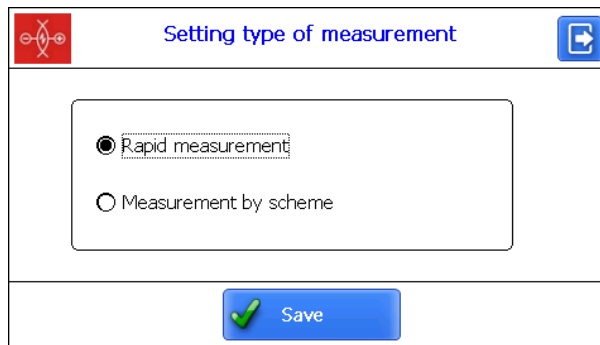 Setting type of measurement
Rapid measurement
Measurement by scheme
Save